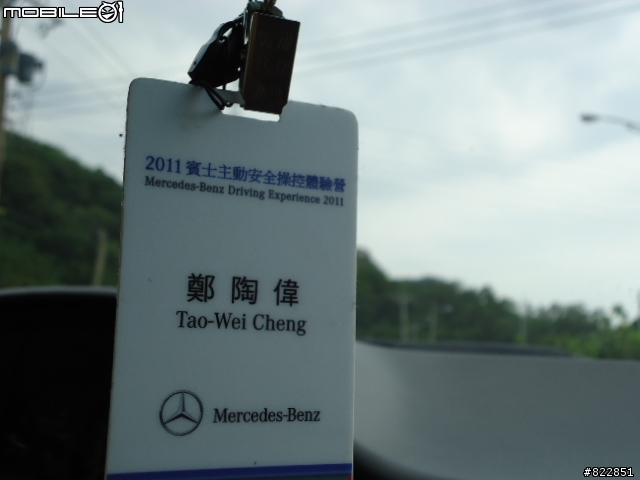 MOBILE01
2011 賓士主動安全操控體驗營
Mercedes-Benz Driving Experience 2011
鄭陶偉
Tao-Wei Cheng
Mercedes-Benz
#822851